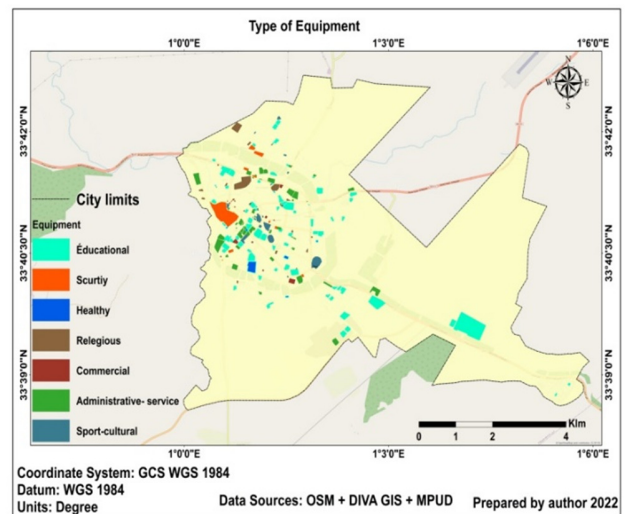 Type of Equipment
1°0'0"E 1°3'0"E 1°6'0"E
N
W E
S
33°42'0"N 33°42'0"N
City limits
Equipment
Éducational
33°40'30"N 33°40'30"N
Scurtiy
Healthy
Relegious
Commercial
33°39'0"N 33°39'0"N
Administrative- service
Klm
Sport-cultural
0 1 2 4
1°0'0"E 1°3'0"E 1°6'0"E
Coordinate System: GCS WGS 1984
Datum: WGS 1984
Units: Degree
Data Sources: OSM + DIVA GIS + MPUD
Prepared by author 2022